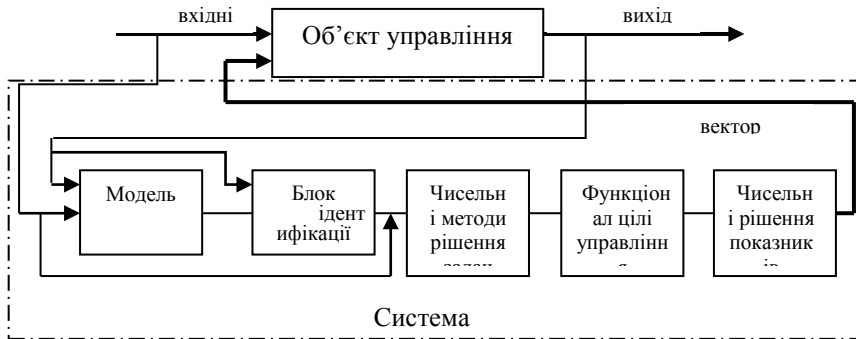 вхідні
Об’єкт управління
вихід
вектор
Модель
Блок
ідент
ифікації
Чисельн
і методи
рішення
Функціон
ал цілі
управлінн
я
Чисельн
і рішення
показник
ів
Система